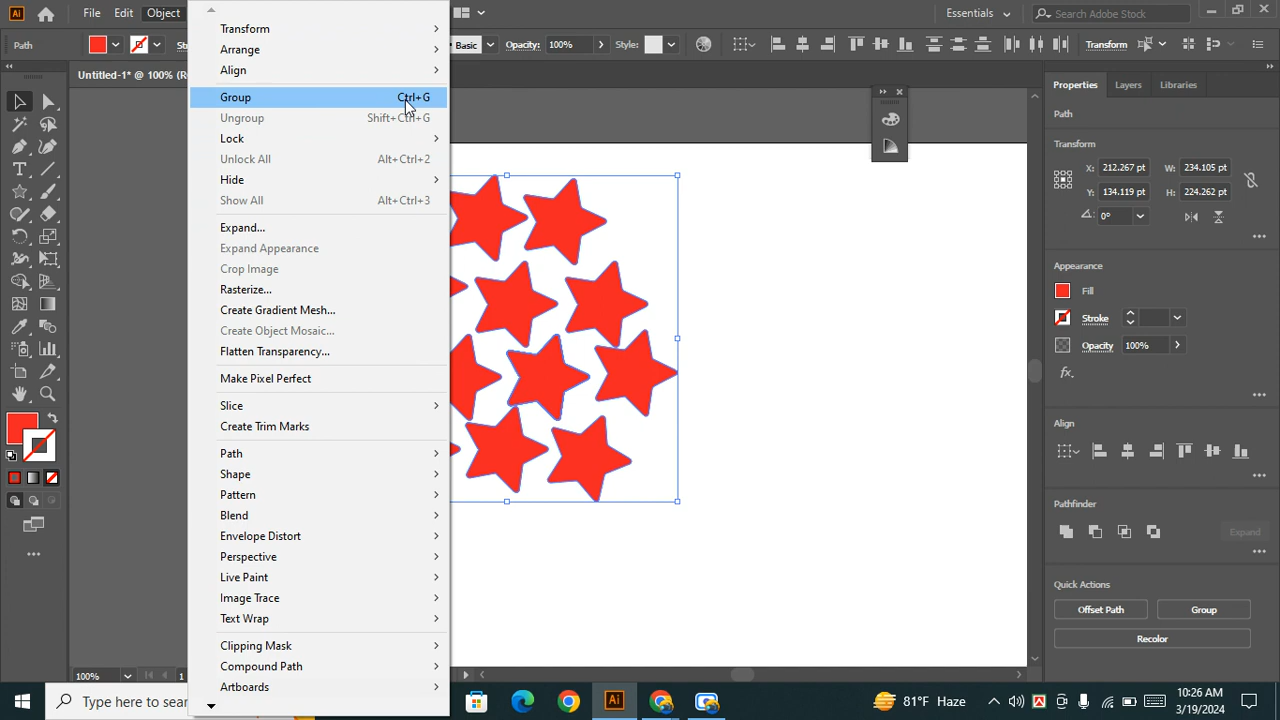 File Edit Object Essentials Search Adobe Stock
Path Basic Opacity: 100% Style: Transform
Untitled-1* @ 100%
Transform
Arrange
Align
Group Ctrl+G
Ungroup Shift+Ctrl+G
Lock
Unlock All Alt+Ctrl+2
Hide
Show All Alt+Ctrl+3
Expand...
Expand Appearance
Crop Image
Rasterize...
Create Gradient Mesh...
Create Object Mosaic...
Flatten Transparency...
Make Pixel Perfect
Slice
Create Trim Marks
Path
Shape
Pattern
Blend
Envelope Distort
Perspective
Live Paint
Image Trace
Text Wrap
Clipping Mask
Compound Path
Artboards
Properties Layers Libraries
Path
Transform
X: 212.267 pt W: 234.105 pt
Y: 134.119 pt H: 224.262 pt
0°
Appearance
Fill
Stroke
Opacity 100%
fx.
Align
Pathfinder
Expand
Quick Actions
Offset Path Group
Recolor
100% 1
Type here to 81°F Haze 3:26 AM
3/19/2024